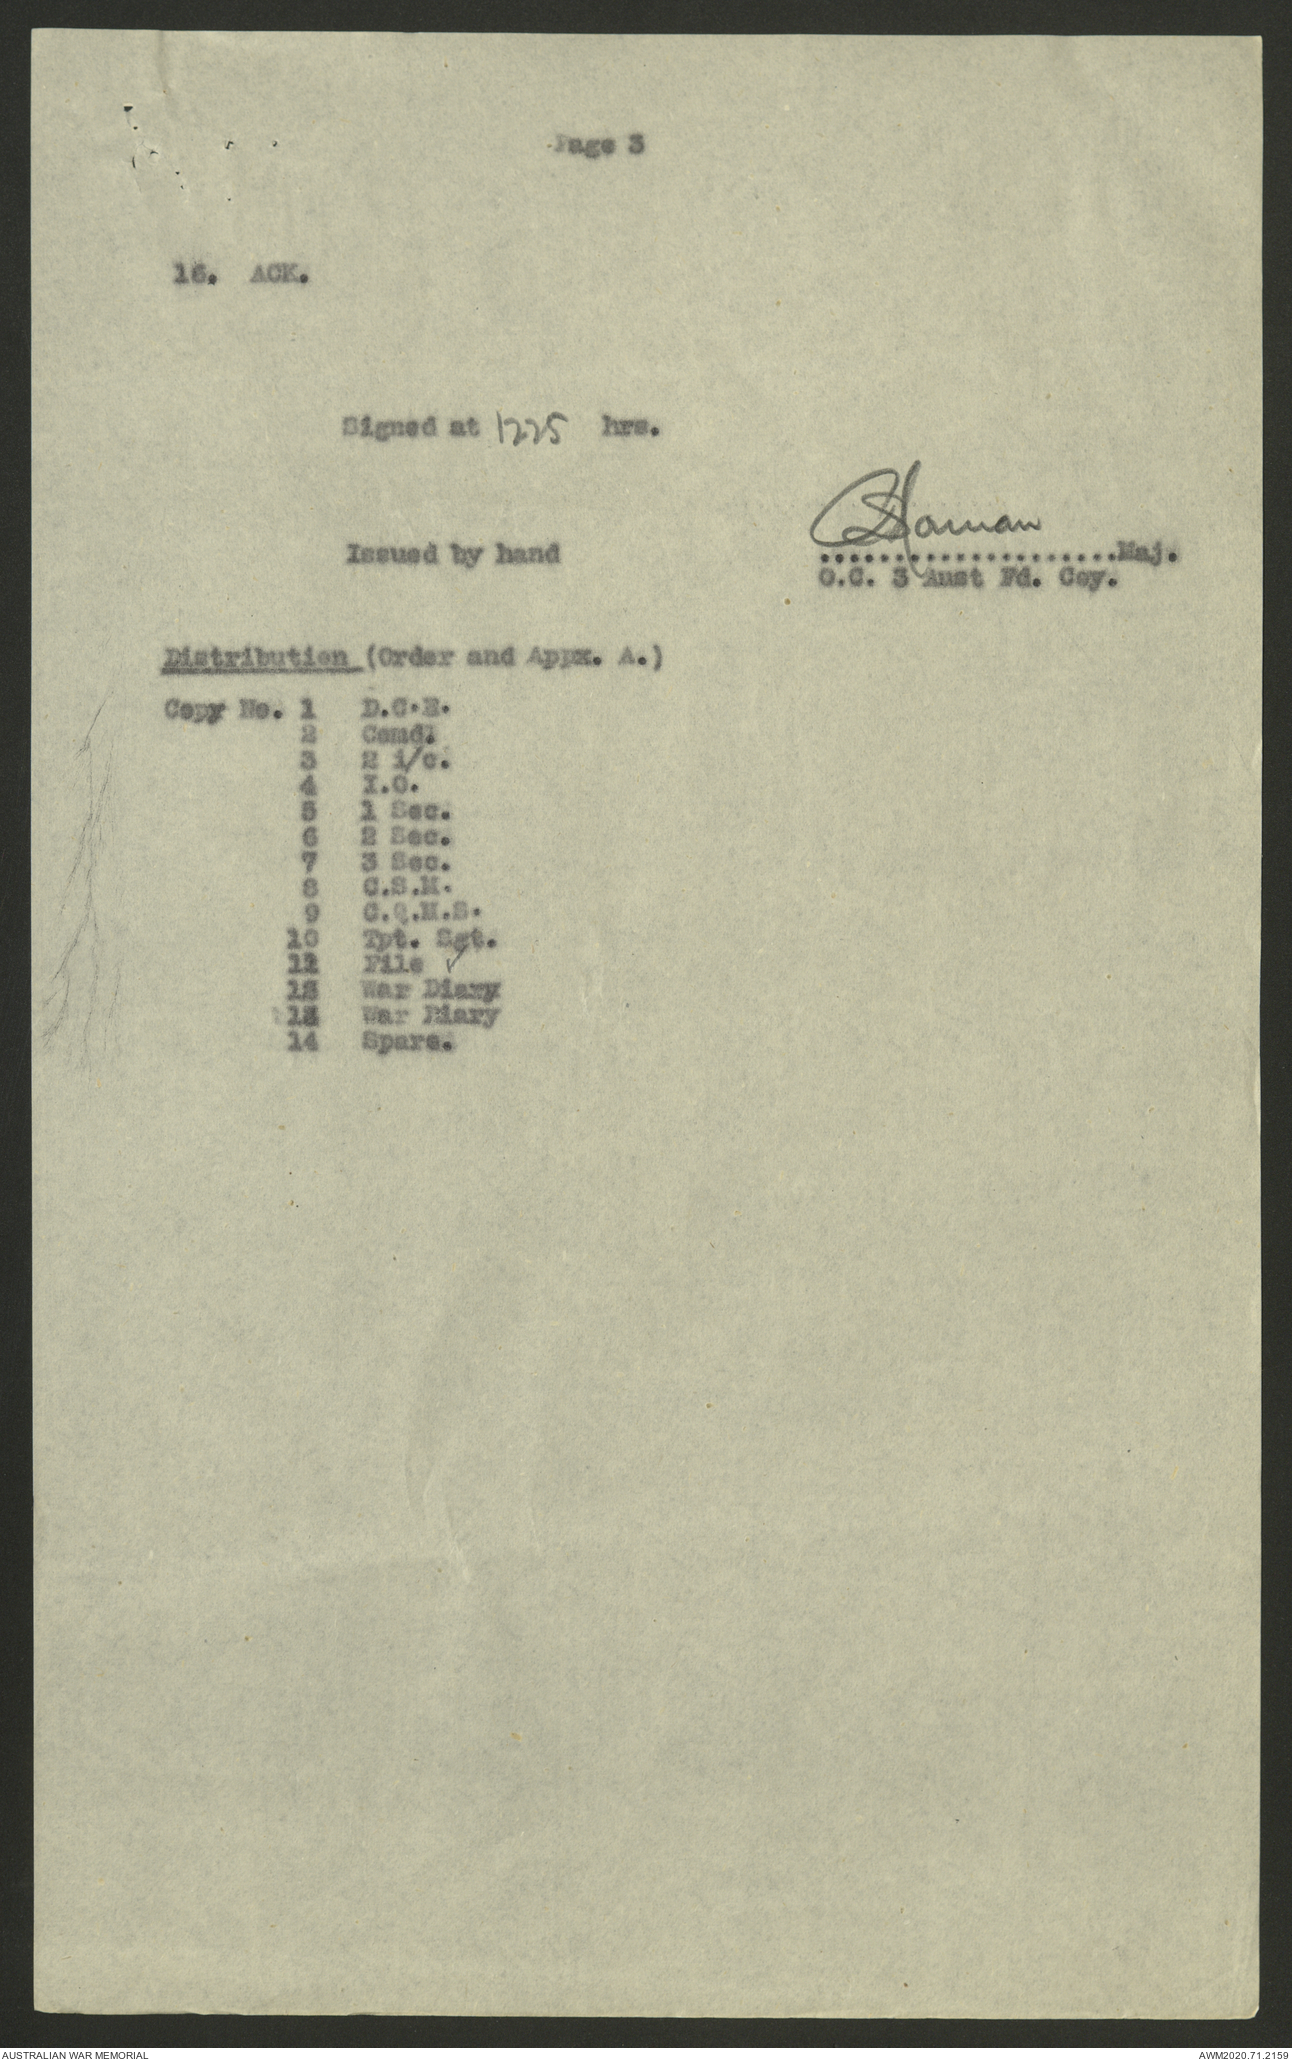 Page 3
16. ACK.
Signed at 1225 hrs.
Issued by hand
....................Maj.
O.C. 3 Aust Fd. Coy.
Distribution (Order and Appx. A.)
Copy No. 1 D.C.E.
2 Comd.
3 2 i/c.
4 I.O.
5 1 Sec.
6 2 Sec.
7 3 Sec.
8 C.S.M.
9 C.Q.M.S.
10 Tpt. Sgt.
11 File ✓
12 War Diary
13 War Diary
14 Spare.
AUSTRALIAN WAR MEMORIAL
AWM2020.71.2159